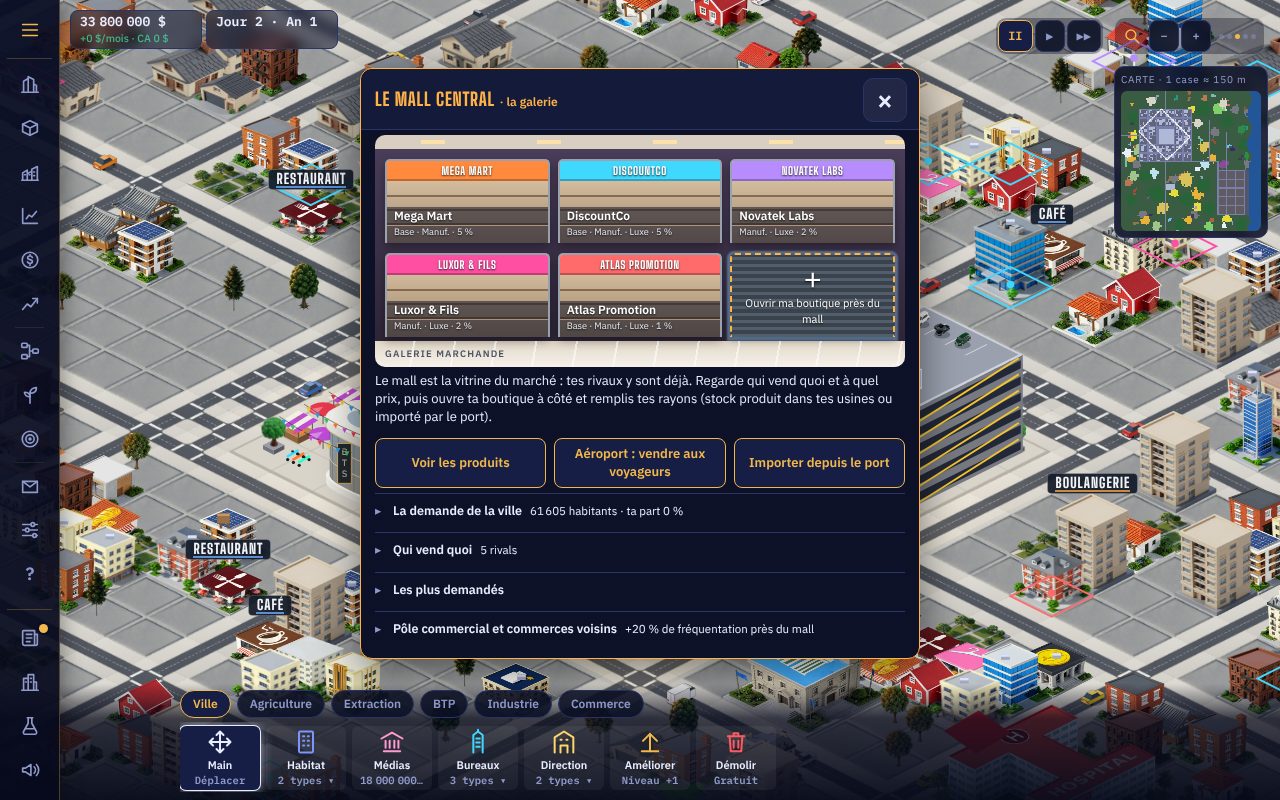 33 800 000 $
+0 $/mois · CA 0 $
Jour 2 · An 1
CARTE · 1 case ≈ 150 m
LE MALL CENTRAL · la galerie
MEGA MART
DISCOUNTCO
NOVATEK LABS
Mega Mart
Base · Manuf. · 5 %
DiscountCo
Base · Manuf. · Luxe · 5 %
Novatek Labs
Manuf. · Luxe · 2 %
LUXOR & FILS
ATLAS PROMOTION
Luxor & Fils
Manuf. · Luxe · 2 %
Atlas Promotion
Base · Manuf. · Luxe · 1 %
+
Ouvrir ma boutique près du
mall
GALERIE MARCHANDE
Le mall est la vitrine du marché : tes rivaux y sont déjà. Regarde qui vend quoi et à quel
prix, puis ouvre ta boutique à côté et remplis tes rayons (stock produit dans tes usines ou
importé par le port).
Voir les produits
Aéroport : vendre aux
voyageurs
Importer depuis le port
La demande de la ville 61 605 habitants · ta part 0 %
Qui vend quoi 5 rivals
Les plus demandés
Pôle commercial et commerces voisins +20 % de fréquentation près du mall
RESTAURANT
CAFÉ
BOULANGERIE
RESTAURANT
CAFÉ
H
Ville
Agriculture
Extraction
BTP
Industrie
Commerce
Main
Déplacer
Habitat
2 types ▾
Médias
18 000 000…
Bureaux
3 types ▾
Direction
2 types ▾
Améliorer
Niveau +1
Démolir
Gratuit